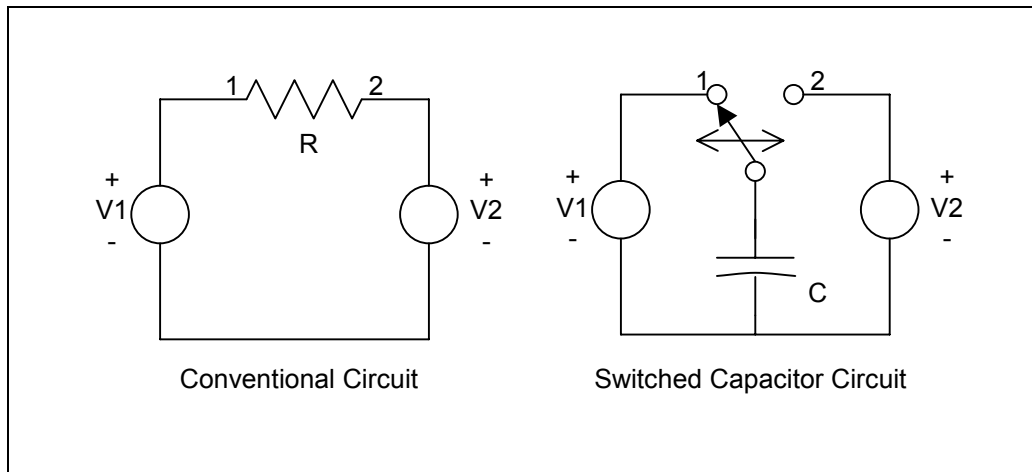 1 2
R
+
V1
-
+
V2
-
Conventional Circuit
1 2
+
V1
-
C
+
V2
-
Switched Capacitor Circuit